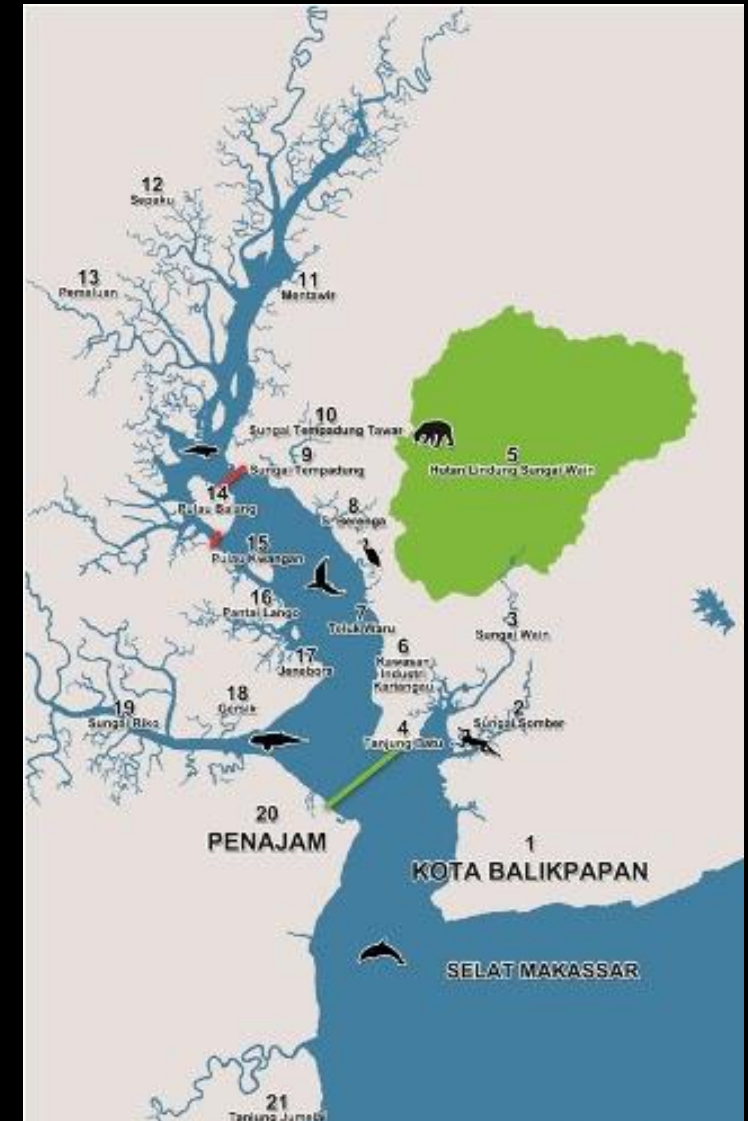 12
Sepaku
13
Pemaluan
11
Mentawir
10
Sungai Tempadung Tawar
9
Sungai Tempadung
5
Hutan Lindung Sungai Wain
14
Pulau Balang
8
S. Berenga
15
Pulau Kwangan
16
Pantai Lango
7
Teluk Waru
3
Sungai Wain
17
Jenebora
6
Kawasan
Industri
Kariangau
18
Gersik
19
Sungai Riko
2
Sungai Somber
4
Tanjung Batu
20
PENAJAM
1
KOTA BALIKPAPAN
SELAT MAKASSAR
21
Tanjung Jumelai